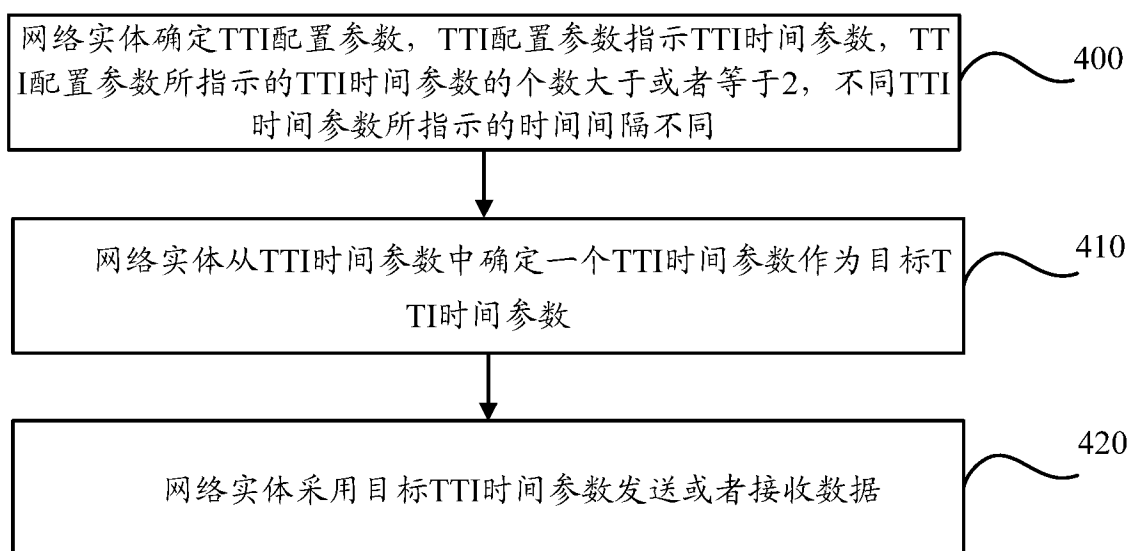 网络实体确定TTI配置参数，TTI配置参数指示TTI时间参数，TT
I配置参数所指示的TTI时间参数的个数大于或者等于2，不同TTI
时间参数所指示的时间间隔不同
400
网络实体从TTI时间参数中确定一个TTI时间参数作为目标T
TI时间参数
410
网络实体采用目标TTI时间参数发送或者接收数据
420